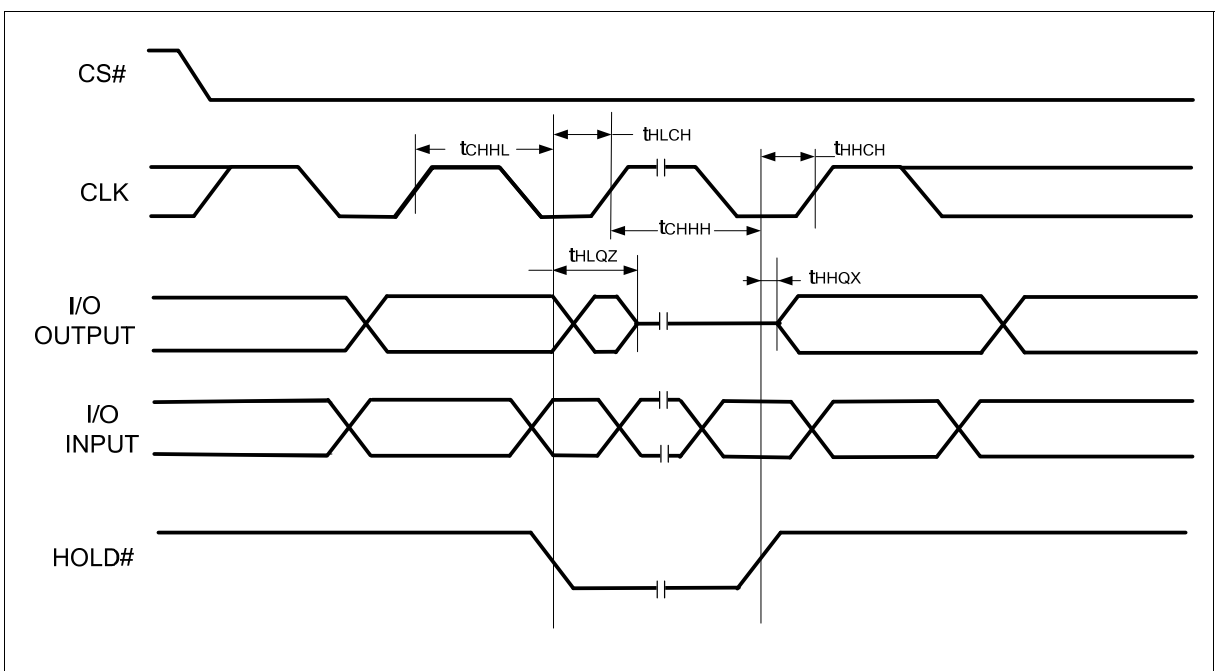 CS#
tHLCH
tCHHL
tHHCH
CLK
tCHHH
tHLQZ
tHHQX
I/O
OUTPUT
I/O
INPUT
HOLD#